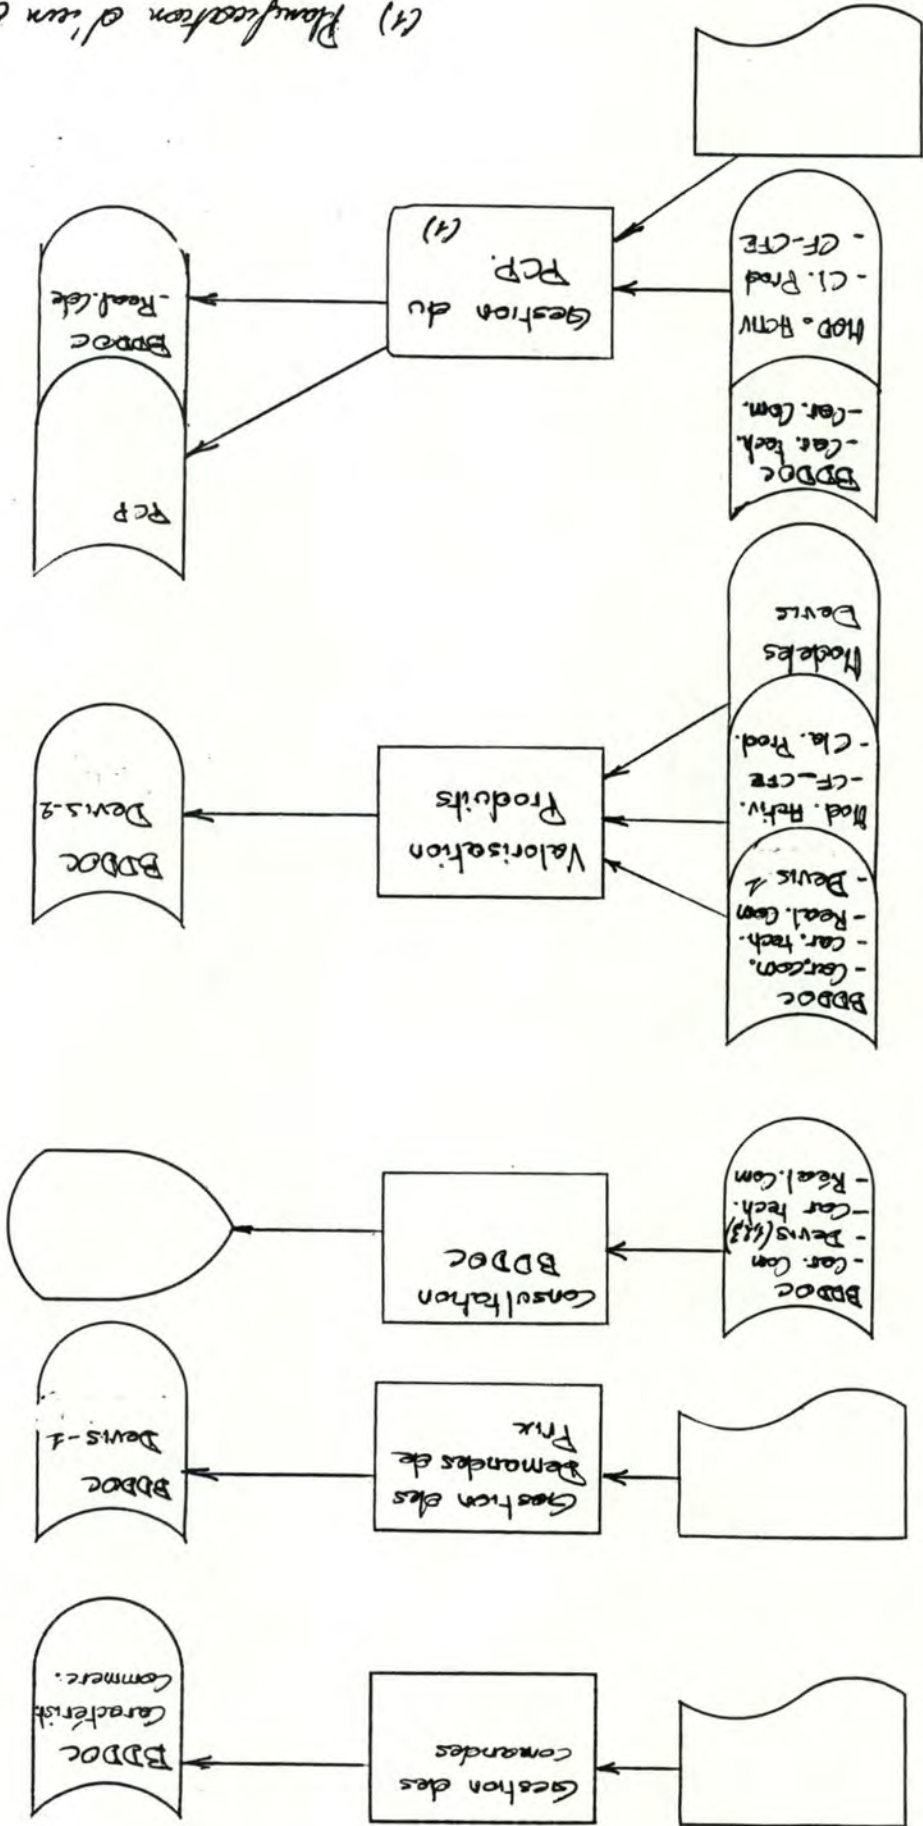 Gestion des
comandes
BDDOC
Caractérist.
Commerc.
Gestion des
Demandes de
Prix
BDDOC
Devis-1
BDDOC
- Car. Com
- Devis(1,2,3)
- Car tech.
- Réal.Com
Consultation
BDDOC
BDDOC
- Car.com.
- Car. tech.
- Real.Com
- Devis 1
Mod. Activ.
- CF_CFE
- Cla. Prod.
Modeles
Devis
Valorisation
Produits
BDDOC
Devis-2
BDDOC
- Car. tech.
- Car. Com.
MOD. ACTIV
- Cl. Prod
- CF-CFE
Gestion du
PCP.
(1)
PCP
BDDOC
-Real.Cde
(1) Planification d'un